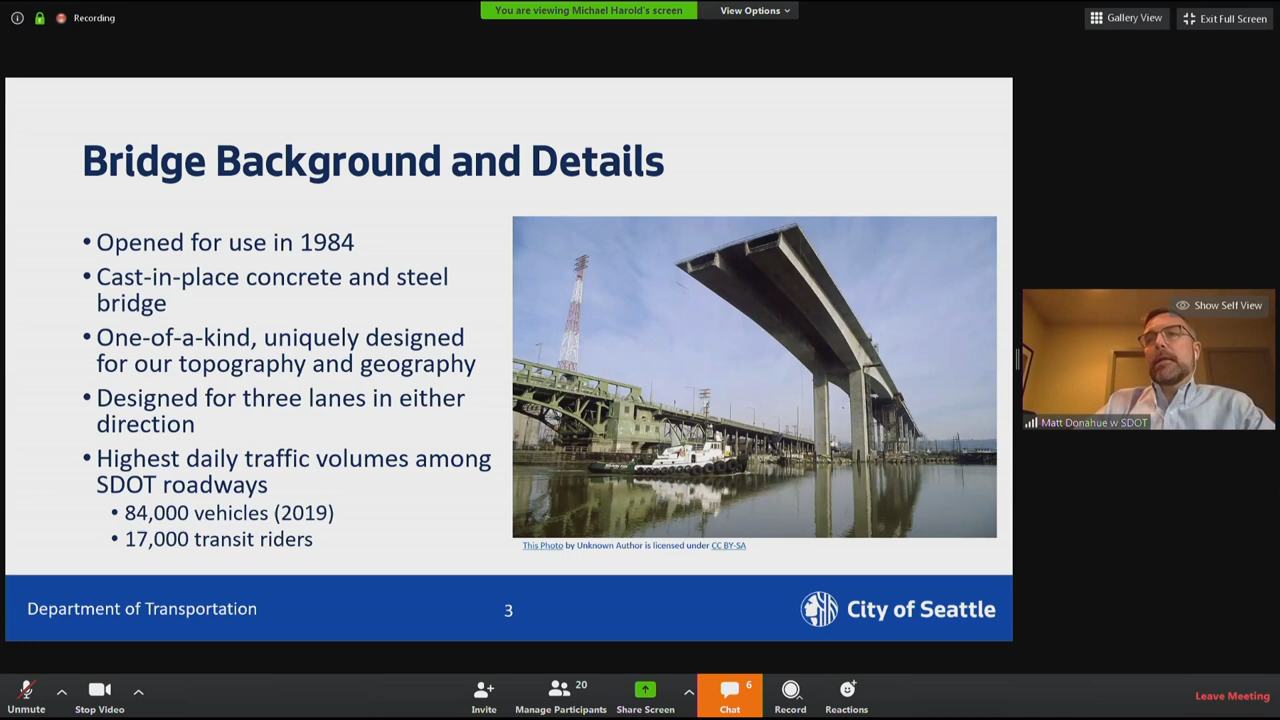 Recording
You are viewing Michael Harold's screen
View Options
Gallery View
Exit Full Screen
Bridge Background and Details
• Opened for use in 1984
• Cast-in-place concrete and steel
bridge
• One-of-a-kind, uniquely designed
for our topography and geography
• Designed for three lanes in either
direction
• Highest daily traffic volumes among
SDOT roadways
• 84,000 vehicles (2019)
• 17,000 transit riders
This Photo by Unknown Author is licensed under CC BY-SA
Show Self View
Matt Donahue w SDOT
Department of Transportation
3
City of Seattle
Unmute
Stop Video
Invite
Manage Participants
20
Share Screen
Chat
6
Record
Reactions
Leave Meeting